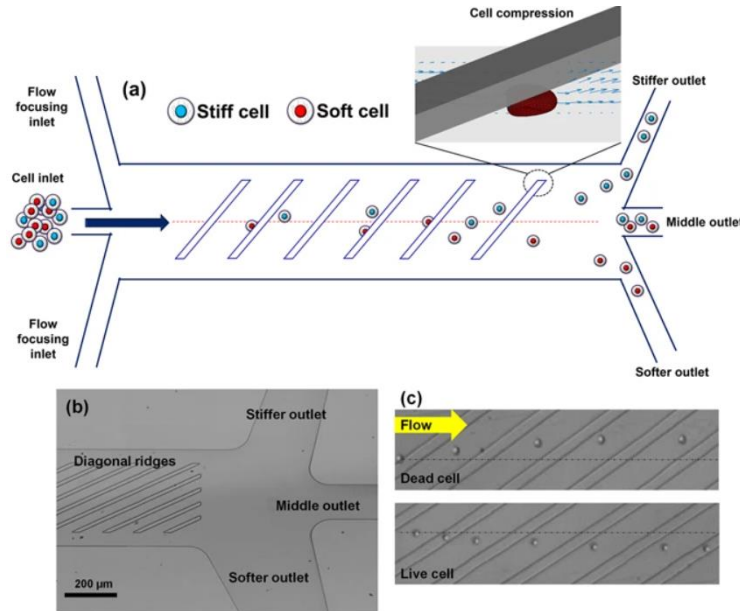 Cell compression
(a)
Flow
focusing
inlet
Stiff cell
Soft cell
Stiffer outlet
Cell inlet
Middle outlet
Flow
focusing
inlet
Softer outlet
(b)
Stiffer outlet
Diagonal ridges
Middle outlet
Softer outlet
200 μm
(c)
Flow
Dead cell
Live cell